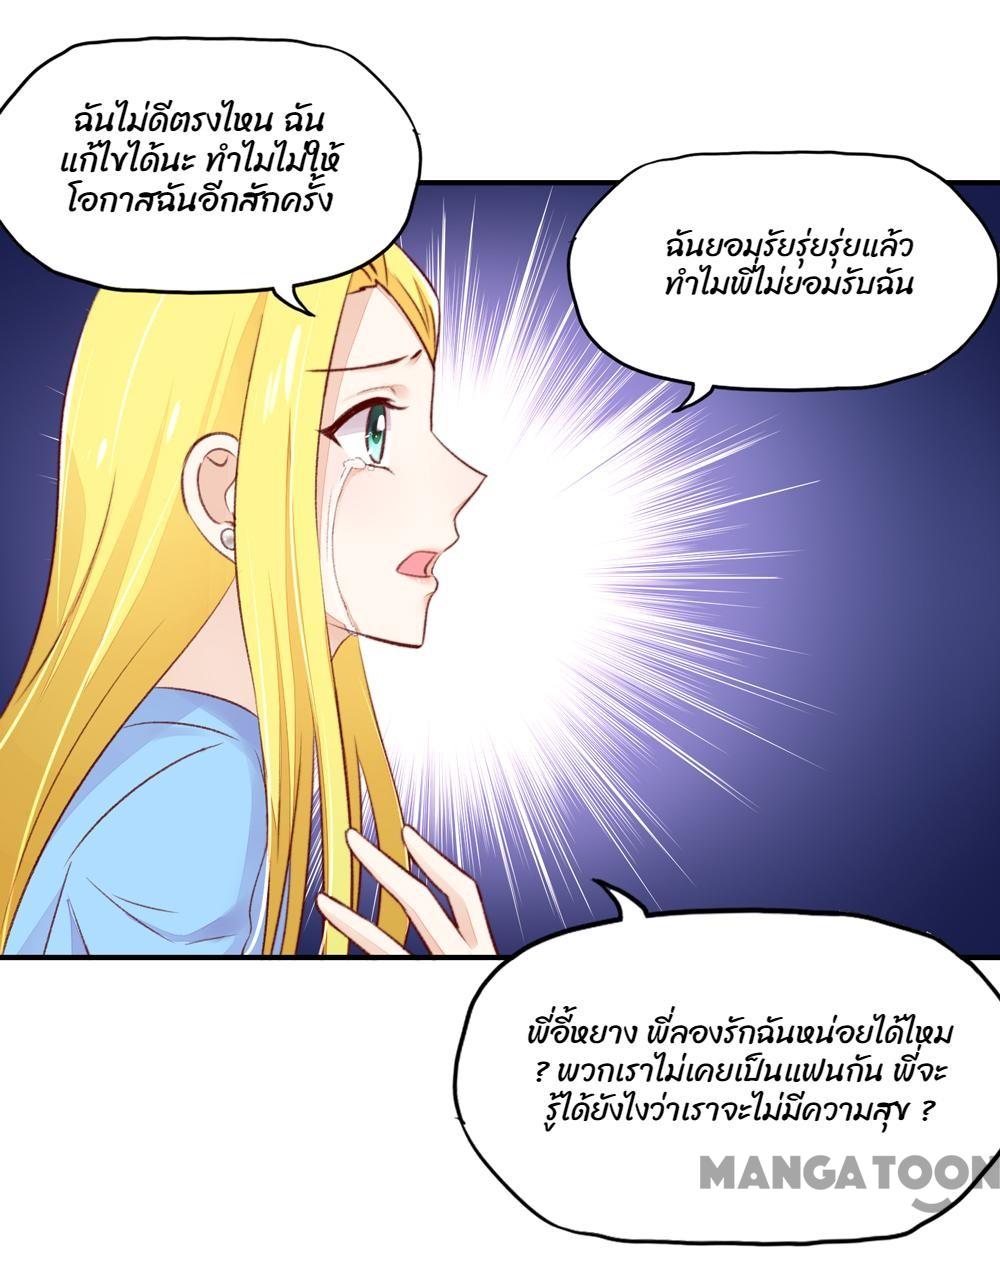 ฉันไม่ดีตรงไหน ฉัน
แก้ไขได้นะ ทำไมไม่ให้
โอกาสฉันอีกสักครั้ง
ฉันยอมรัยรุ่ยรุ่ยแล้ว
ทำไมพี่ไม่ยอมรับฉัน
พี่อี้หยาง พี่ลองรักฉันหน่อยได้ไหม
? พวกเราไม่เคยเป็นแฟนกัน พี่จะ
รู้ได้ยังไงว่าเราจะไม่มีความสุข ?
MANGATOON